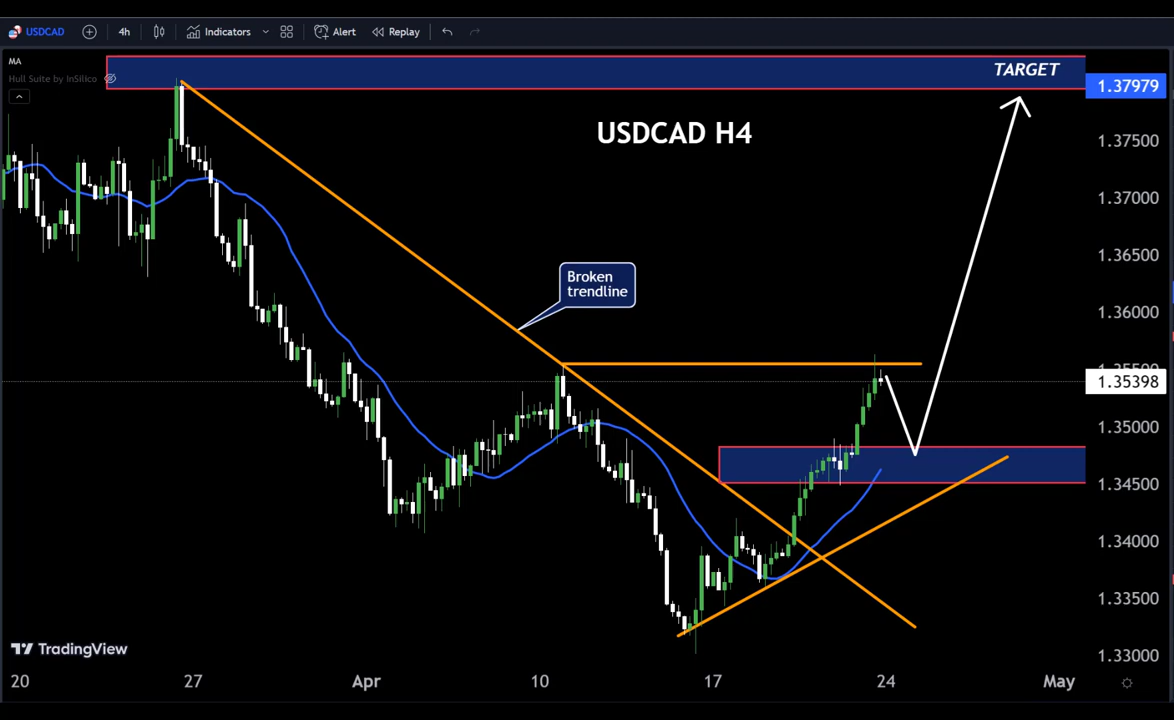 USDCAD
4h
Indicators
Alert
Replay
MA
Hull Suite by InSilico
TARGET
USDCAD H4
Broken
trendline
1.37979
1.37500
1.37000
1.36500
1.36000
1.35398
1.35000
1.34500
1.34000
1.33500
1.33000
TradingView
20
27
Apr
10
17
24
May